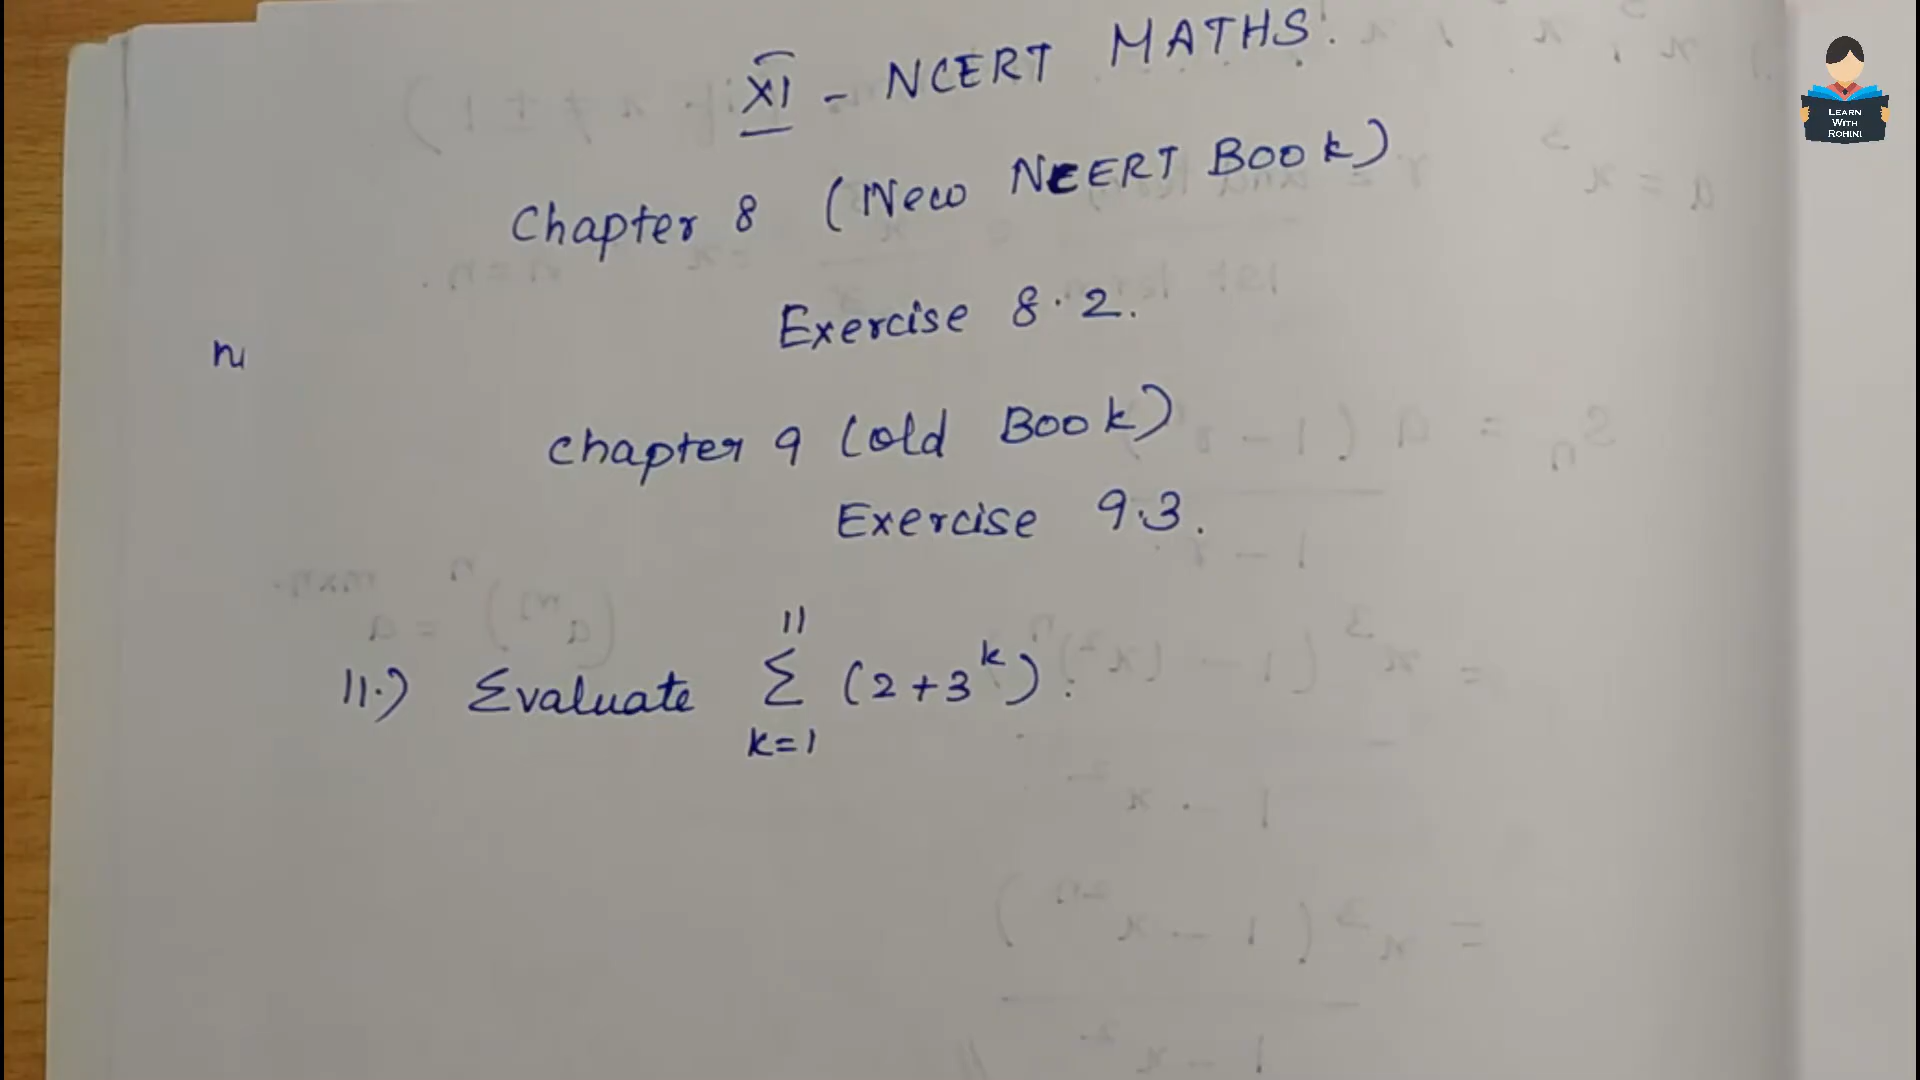 XI - NCERT MATHS:
Chapter 8 (New NCERT Book)
Exercise 8.2.
n
Chapter 9 (old Book)
Exercise 9.3.
11.) Evaluate 11 Σ k=1 (2+3^k).
LEARN
WITH
ROHINI